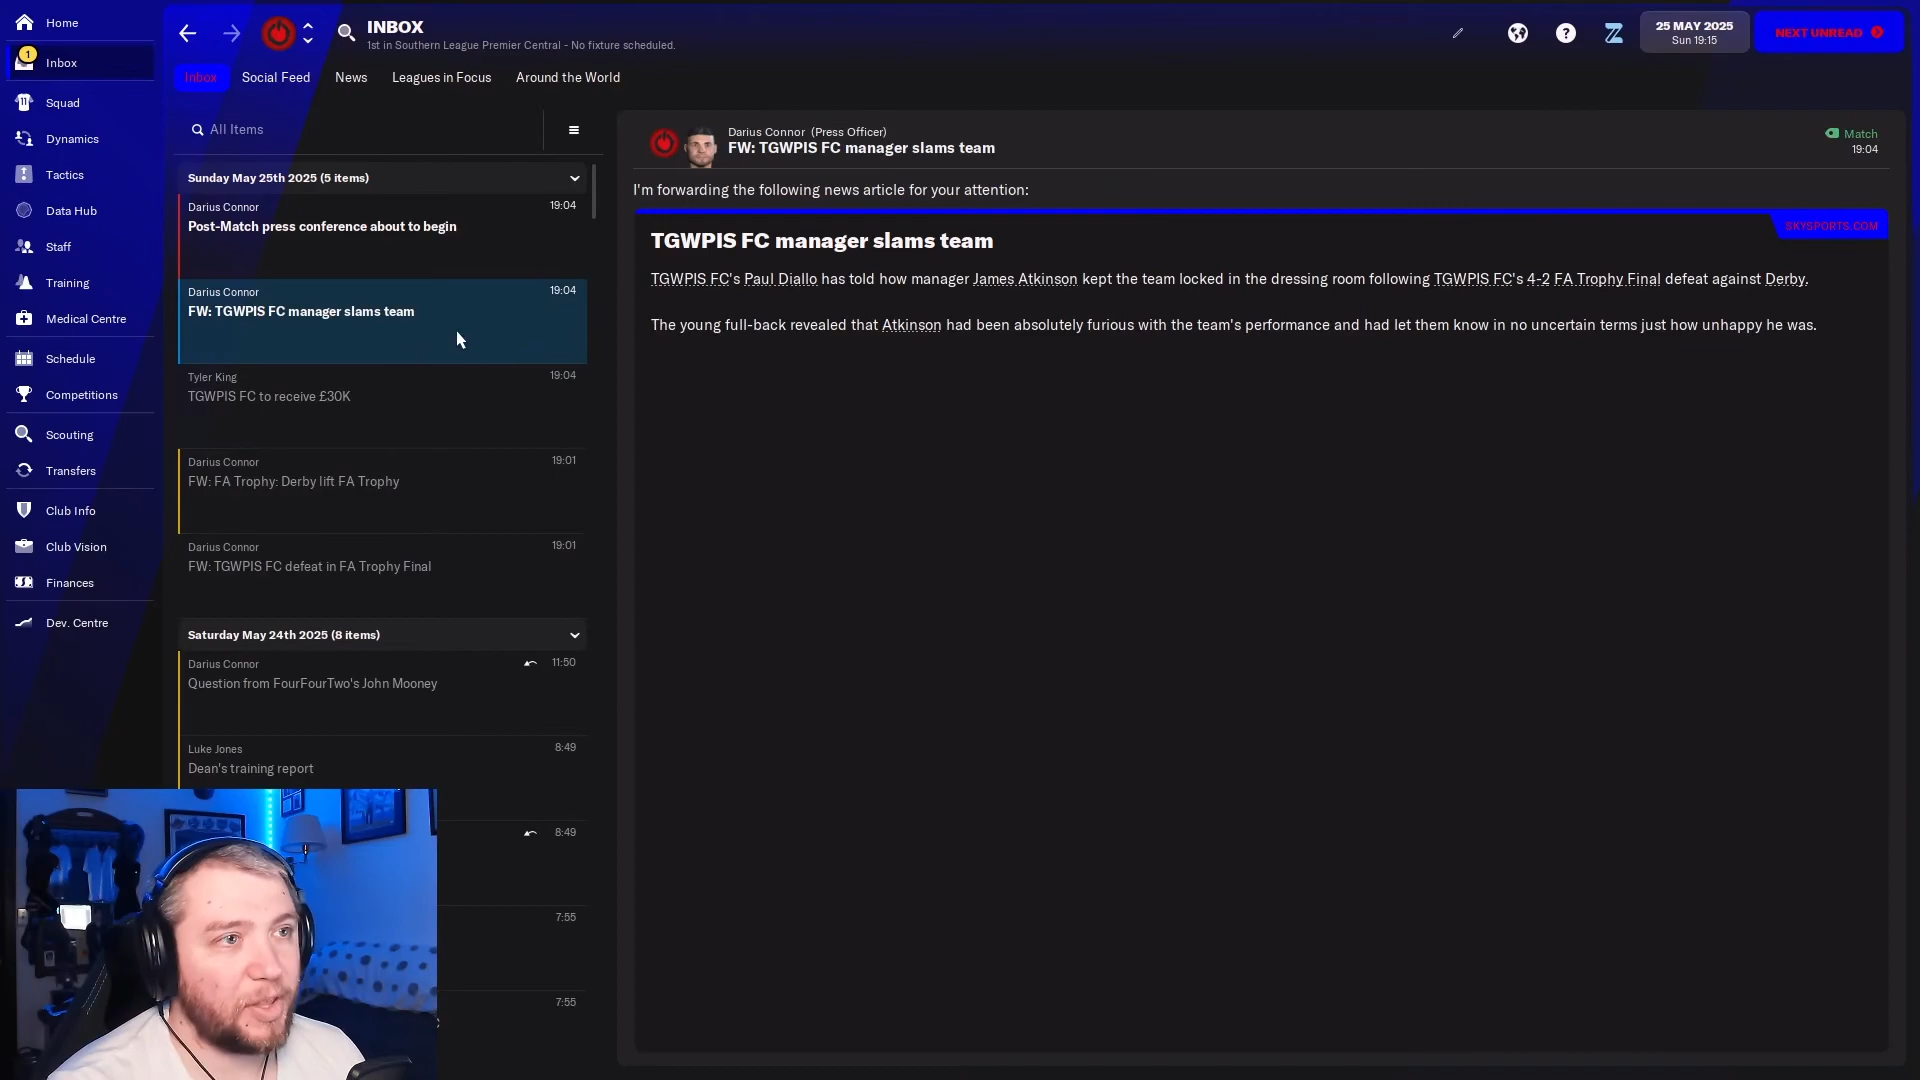 Home
1
Inbox
Squad
Dynamics
Tactics
Data Hub
Staff
Training
Medical Centre
Schedule
Competitions
Scouting
Transfers
Club Info
Club Vision
Finances
Dev. Centre
INBOX
1st in Southern League Premier Central - No fixture scheduled.
25 MAY 2025
Sun 19:15
NEXT UNREAD
Inbox Social Feed News Leagues in Focus Around the World
All Items
Sunday May 25th 2025 (5 items)
Darius Connor 19:04
Post-Match press conference about to begin
Darius Connor 19:04
FW: TGWPIS FC manager slams team
Tyler King 19:04
TGWPIS FC to receive £30K
Darius Connor 19:01
FW: FA Trophy: Derby lift FA Trophy
Darius Connor 19:01
FW: TGWPIS FC defeat in FA Trophy Final
Saturday May 24th 2025 (8 items)
Darius Connor 11:50
Question from FourFourTwo's John Mooney
Luke Jones 8:49
Dean's training report
8:49
7:55
7:55
Darius Connor (Press Officer)
FW: TGWPIS FC manager slams team
Match
19:04
I'm forwarding the following news article for your attention:
SKYSPORTS.COM
TGWPIS FC manager slams team
TGWPIS FC's Paul Diallo has told how manager James Atkinson kept the team locked in the dressing room following TGWPIS FC's 4-2 FA Trophy Final defeat against Derby.
The young full-back revealed that Atkinson had been absolutely furious with the team's performance and had let them know in no uncertain terms just how unhappy he was.